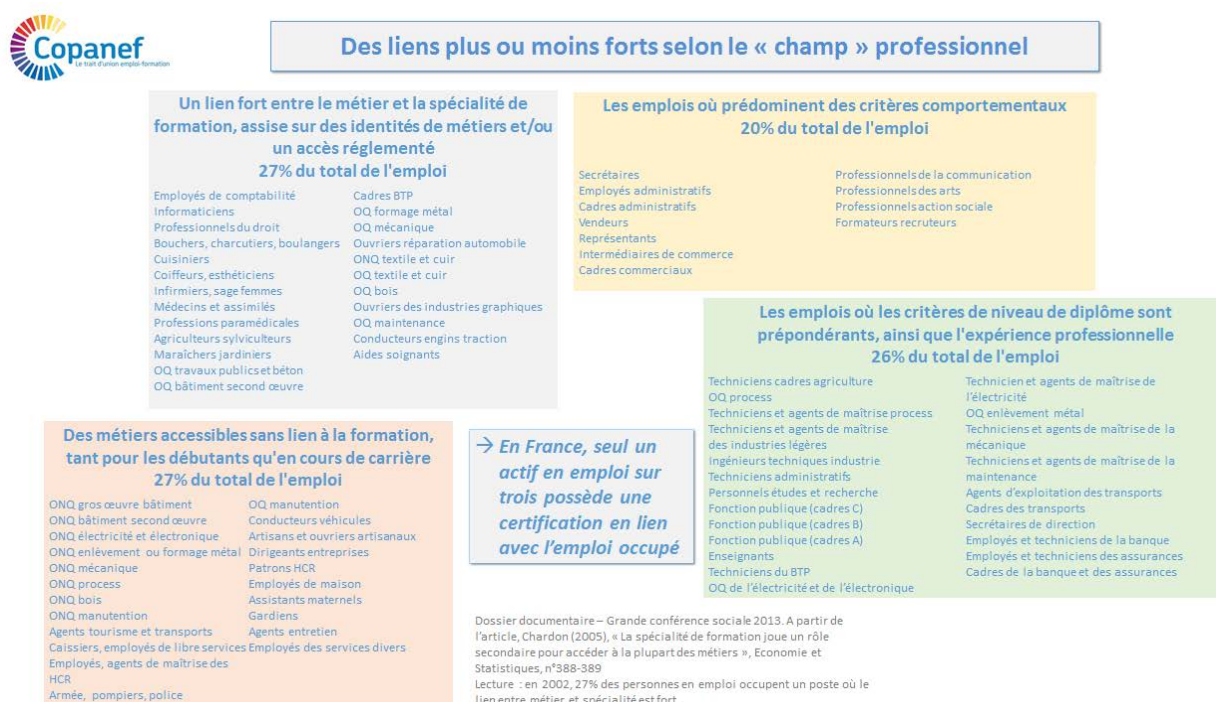 Copanef
Le trait d'union emploi-formation
Des liens plus ou moins forts selon le « champ » professionnel
Un lien fort entre le métier et la spécialité de
formation, assise sur des identités de métiers et/ou
un accès réglementé
27% du total de l'emploi
Employés de comptabilité
Informaticiens
Professionnels du droit
Bouchers, charcutiers, boulangers
Cuisiniers
Coiffeurs, esthéticiens
Infirmiers, sage femmes
Médecins et assimilés
Professions paramédicales
Agriculteurs sylviculteurs
Maraîchers jardiniers
OQ travaux publics et béton
OQ bâtiment second œuvre
Cadres BTP
OQ formage métal
OQ mécanique
Ouvriers réparation automobile
ONQ textile et cuir
OQ textile et cuir
OQ bois
Ouvriers des industries graphiques
OQ maintenance
Conducteurs engins traction
Aides soignants
Les emplois où prédominent des critères comportementaux
20% du total de l'emploi
Secrétaires
Employés administratifs
Cadres administratifs
Vendeurs
Représentants
Intermédiaires de commerce
Cadres commerciaux
Professionnels de la communication
Professionnels des arts
Professionnels action sociale
Formateurs recruteurs
Les emplois où les critères de niveau de diplôme sont
prépondérants, ainsi que l'expérience professionnelle
26% du total de l'emploi
Techniciens cadres agriculture
OQ process
Techniciens et agents de maîtrise process
Techniciens et agents de maîtrise
des industries légères
Ingénieurs techniques industrie
Techniciens administratifs
Personnels études et recherche
Fonction publique (cadres C)
Fonction publique (cadres B)
Fonction publique (cadres A)
Enseignants
Techniciens du BTP
OQ de l'électricité et de l'électronique
Technicien et agents de maîtrise de
l'électricité
OQ enlèvement métal
Techniciens et agents de maîtrise de la
mécanique
Techniciens et agents de maîtrise de la
maintenance
Agents d'exploitation des transports
Cadres des transports
Secrétaires de direction
Employés et techniciens de la banque
Employés et techniciens des assurances
Cadres de la banque et des assurances
Des métiers accessibles sans lien à la formation,
tant pour les débutants qu'en cours de carrière
27% du total de l'emploi
ONQ gros œuvre bâtiment
ONQ bâtiment second œuvre
ONQ électricité et électronique
ONQ enlèvement ou formage métal
ONQ mécanique
ONQ process
ONQ bois
ONQ manutention
Agents tourisme et transports
Caissiers, employés de libre services
Employés, agents de maîtrise des
HCR
Armée, pompiers, police
OQ manutention
Conducteurs véhicules
Artisans et ouvriers artisanaux
Dirigeants entreprises
Patrons HCR
Employés de maison
Assistants maternels
Gardiens
Agents entretien
Employés des services divers
→ En France, seul un
actif en emploi sur
trois possède une
certification en lien
avec l'emploi occupé
Dossier documentaire – Grande conférence sociale 2013. A partir de
l'article, Chardon (2005), « La spécialité de formation joue un rôle
secondaire pour accéder à la plupart des métiers », Economie et
Statistiques, n°388-389
Lecture : en 2002, 27% des personnes en emploi occupent un poste où le
lien entre métier et spécialité est fort